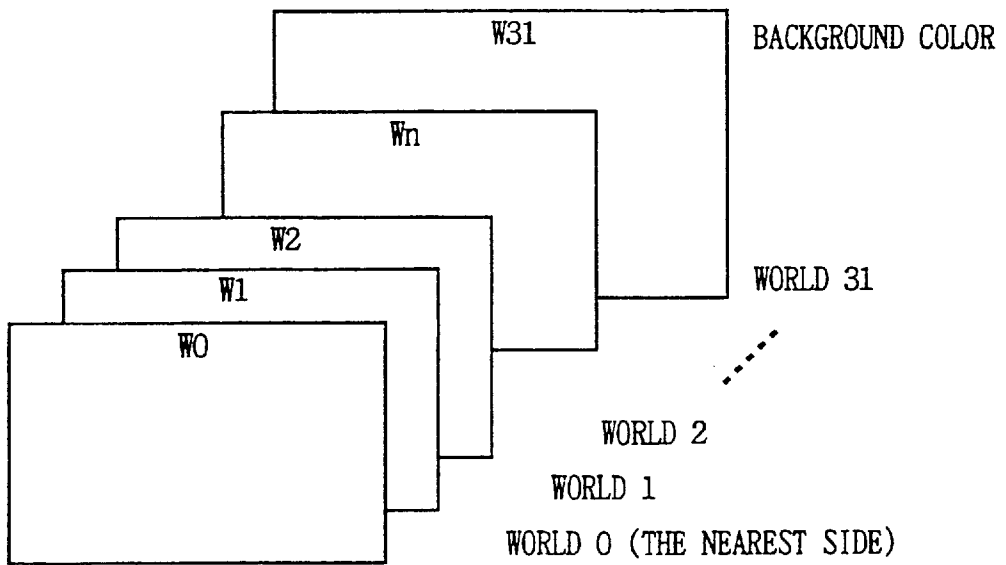 W31
BACKGROUND COLOR
Wn
W2
W1
WORLD 31
W0
WORLD 2
WORLD 1
WORLD 0 (THE NEAREST SIDE)